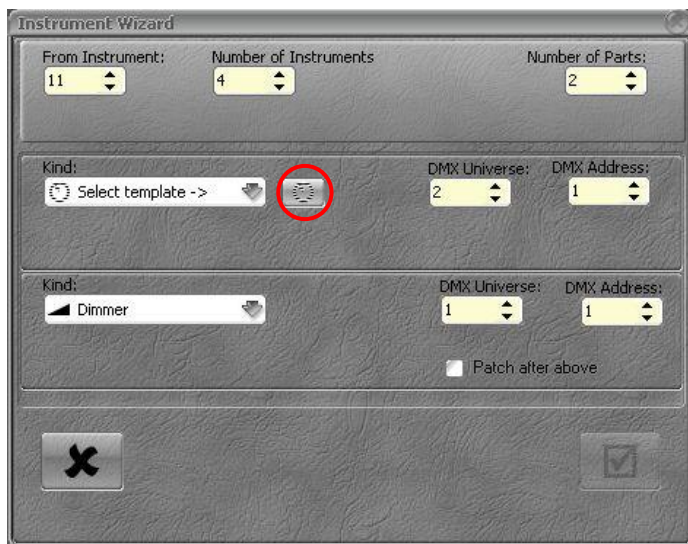 Instrument Wizard
From Instrument: Number of Instruments Number of Parts:
11 4 2
Kind: DMX Universe: DMX Address:
Select template -> 2 1
Kind: DMX Universe: DMX Address:
Dimmer 1 1
Patch after above